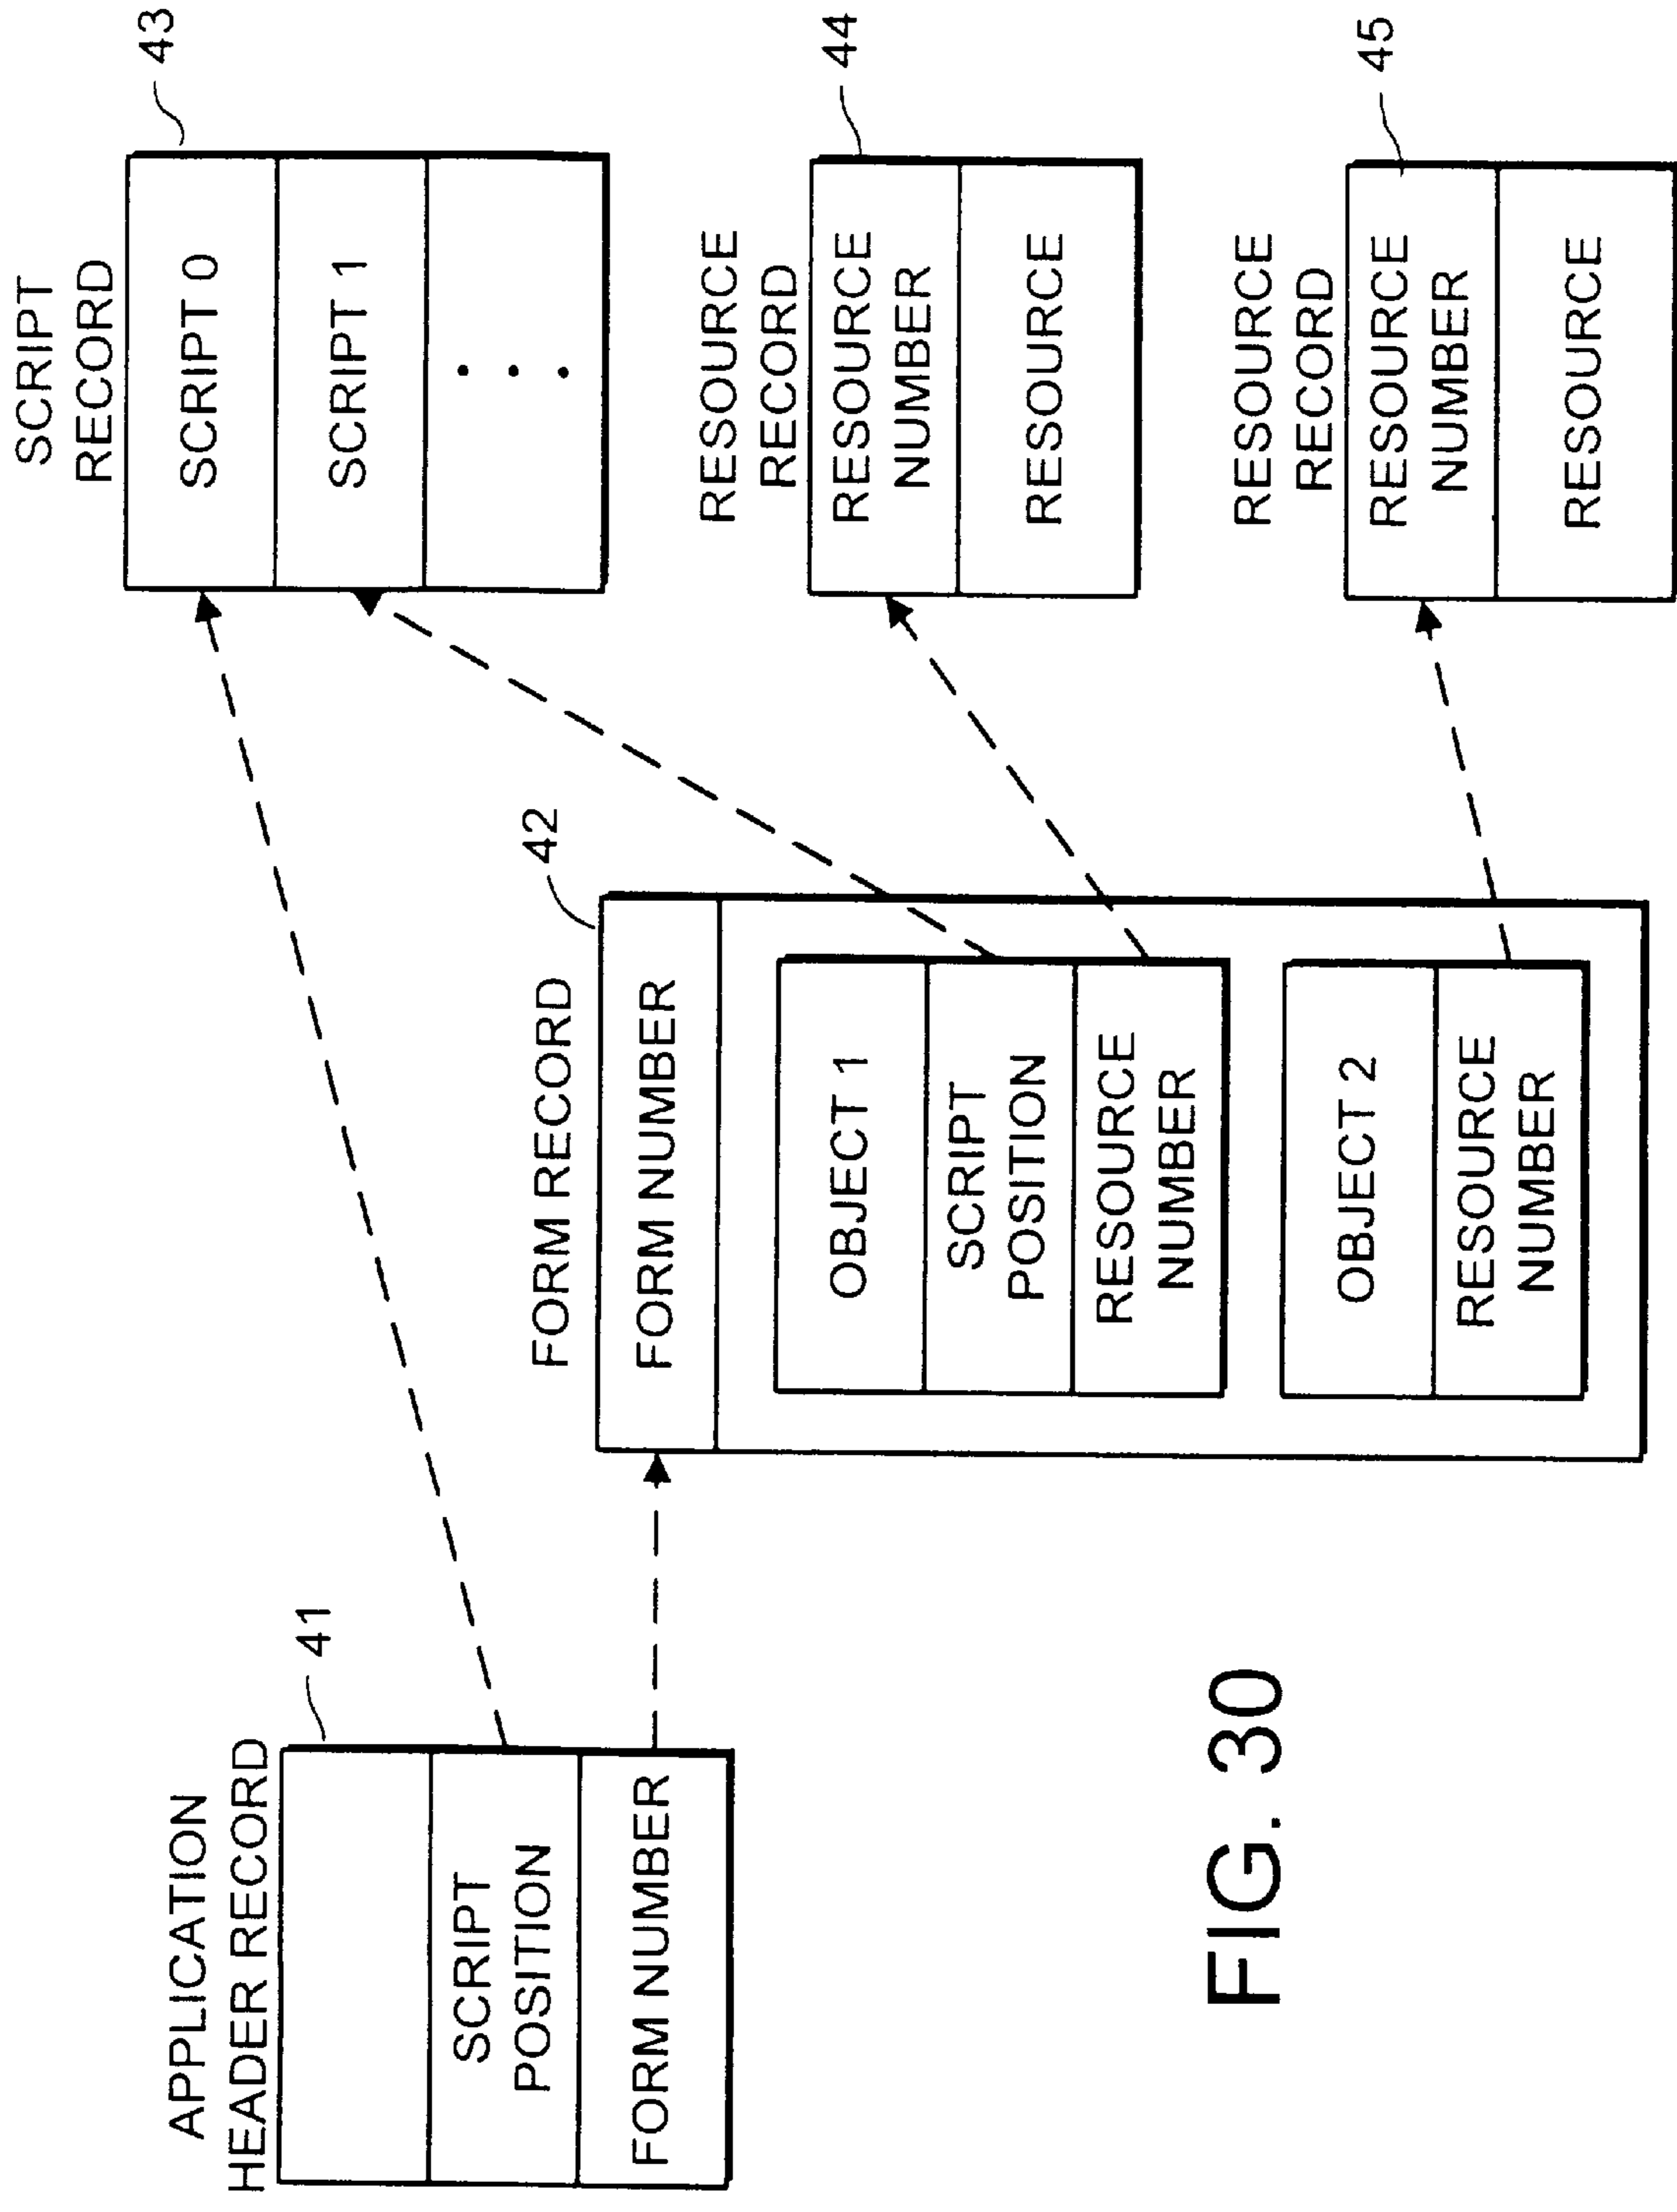 APPLICATION
HEADER RECORD
41
SCRIPT
POSITION
FORM NUMBER
FORM RECORD
42
FORM NUMBER
OBJECT 1
SCRIPT
POSITION
RESOURCE
NUMBER
OBJECT 2
RESOURCE
NUMBER
SCRIPT
RECORD
43
SCRIPT 0
SCRIPT 1
. . .
RESOURCE
RECORD
44
RESOURCE
NUMBER
RESOURCE
RESOURCE
RECORD
45
RESOURCE
NUMBER
RESOURCE
FIG. 30